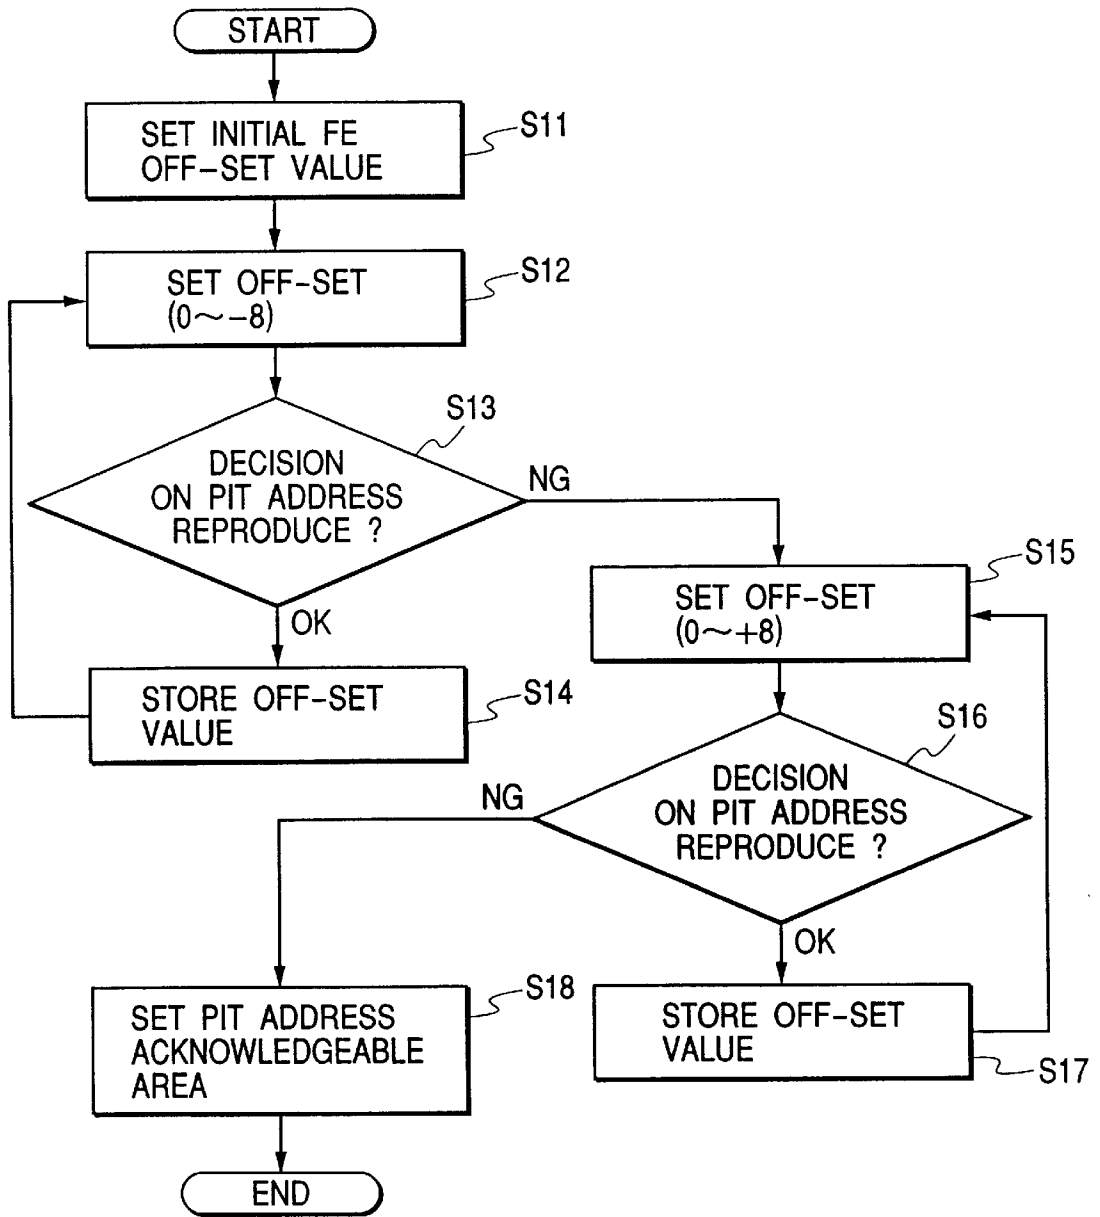 START
SET INITIAL FE
OFF-SET VALUE
S11
SET OFF-SET
(0~-8)
S12
DECISION
ON PIT ADDRESS
REPRODUCE ?
S13
NG
OK
STORE OFF-SET
VALUE
S14
SET OFF-SET
(0~+8)
S15
DECISION
ON PIT ADDRESS
REPRODUCE ?
S16
NG
OK
STORE OFF-SET
VALUE
S17
SET PIT ADDRESS
ACKNOWLEDGEABLE
AREA
S18
END